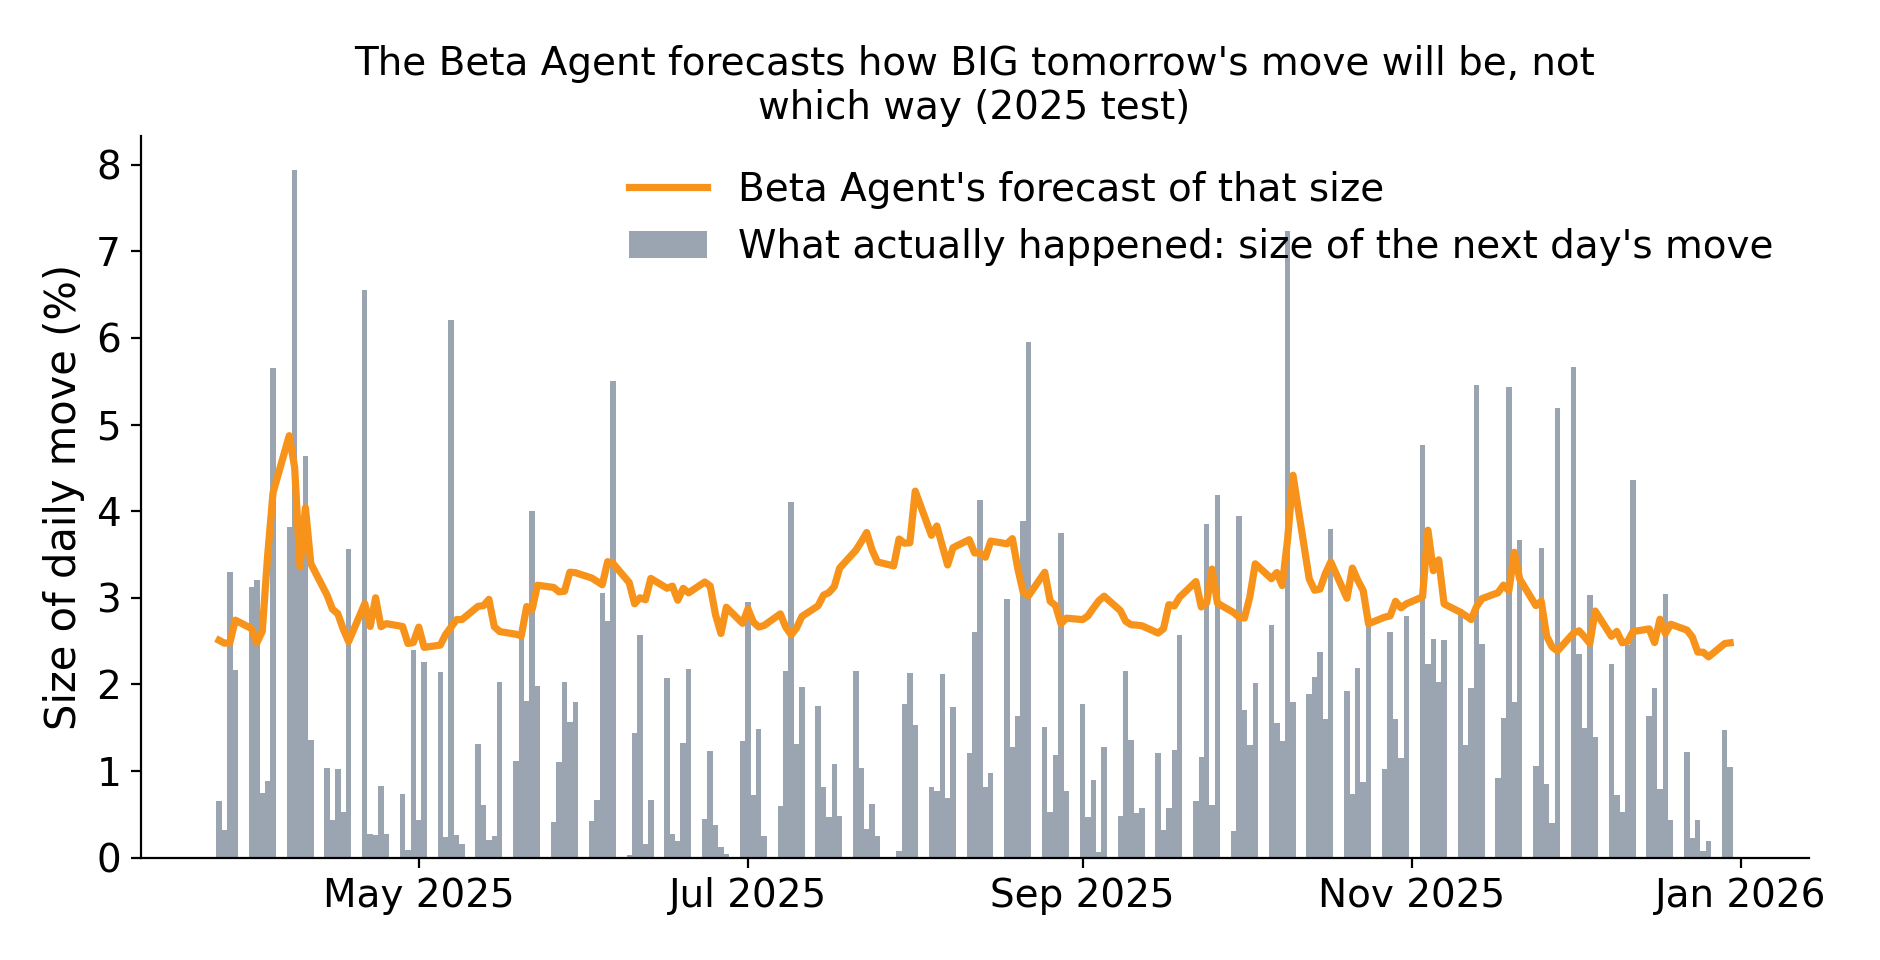 The Beta Agent forecasts how BIG tomorrow's move will be, not
which way (2025 test)
Beta Agent's forecast of that size
What actually happened: size of the next day's move
Size of daily move (%)
8
7
6
5
4
3
2
1
0
May 2025
Jul 2025
Sep 2025
Nov 2025
Jan 2026